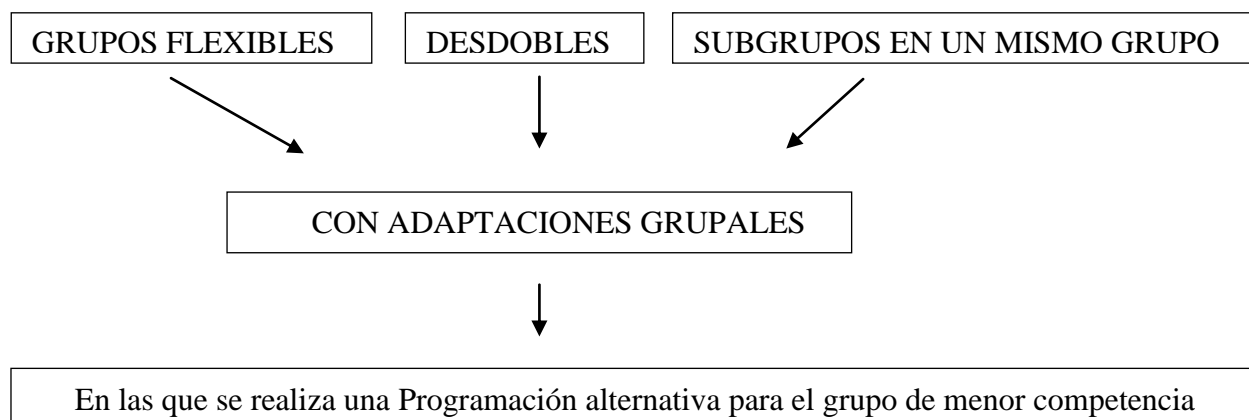 GRUPOS FLEXIBLES
DESDOBLES
SUBGRUPOS EN UN MISMO GRUPO
CON ADAPTACIONES GRUPALES
En las que se realiza una Programación alternativa para el grupo de menor competencia